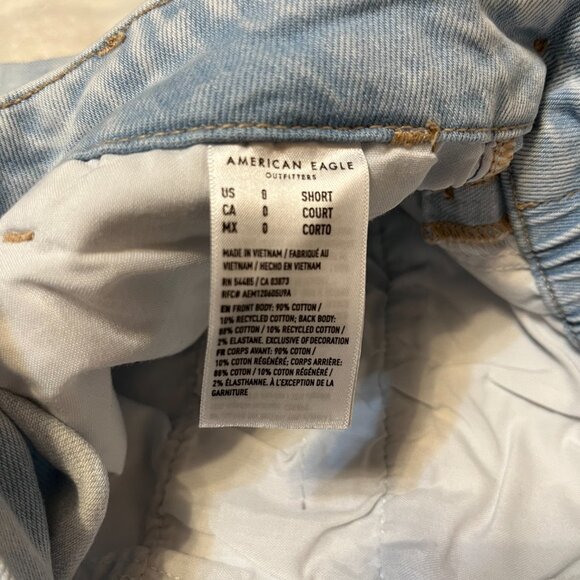 AMERICAN EAGLE
OUTFITTERS
US 0 SHORT
CA 0 COURT
MX 0 CORTO
MADE IN VIETNAM / FABRIQUÉ AU
VIETNAM / HECHO EN VIETNAM
RN 54485 / CA 03873
RFC# AEM120605U9A
EN FRONT BODY: 90% COTTON /
10% RECYCLED COTTON; BACK BODY:
88% COTTON / 10% RECYCLED COTTON /
2% ELASTANE. EXCLUSIVE OF DECORATION
FR CORPS AVANT: 90% COTON /
10% COTON RÉGÉNÉRÉ; CORPS ARRIÈRE:
88% COTON / 10% COTON RÉGÉNÉRÉ /
2% ÉLASTHANNE. À L'EXCEPTION DE LA
GARNITURE